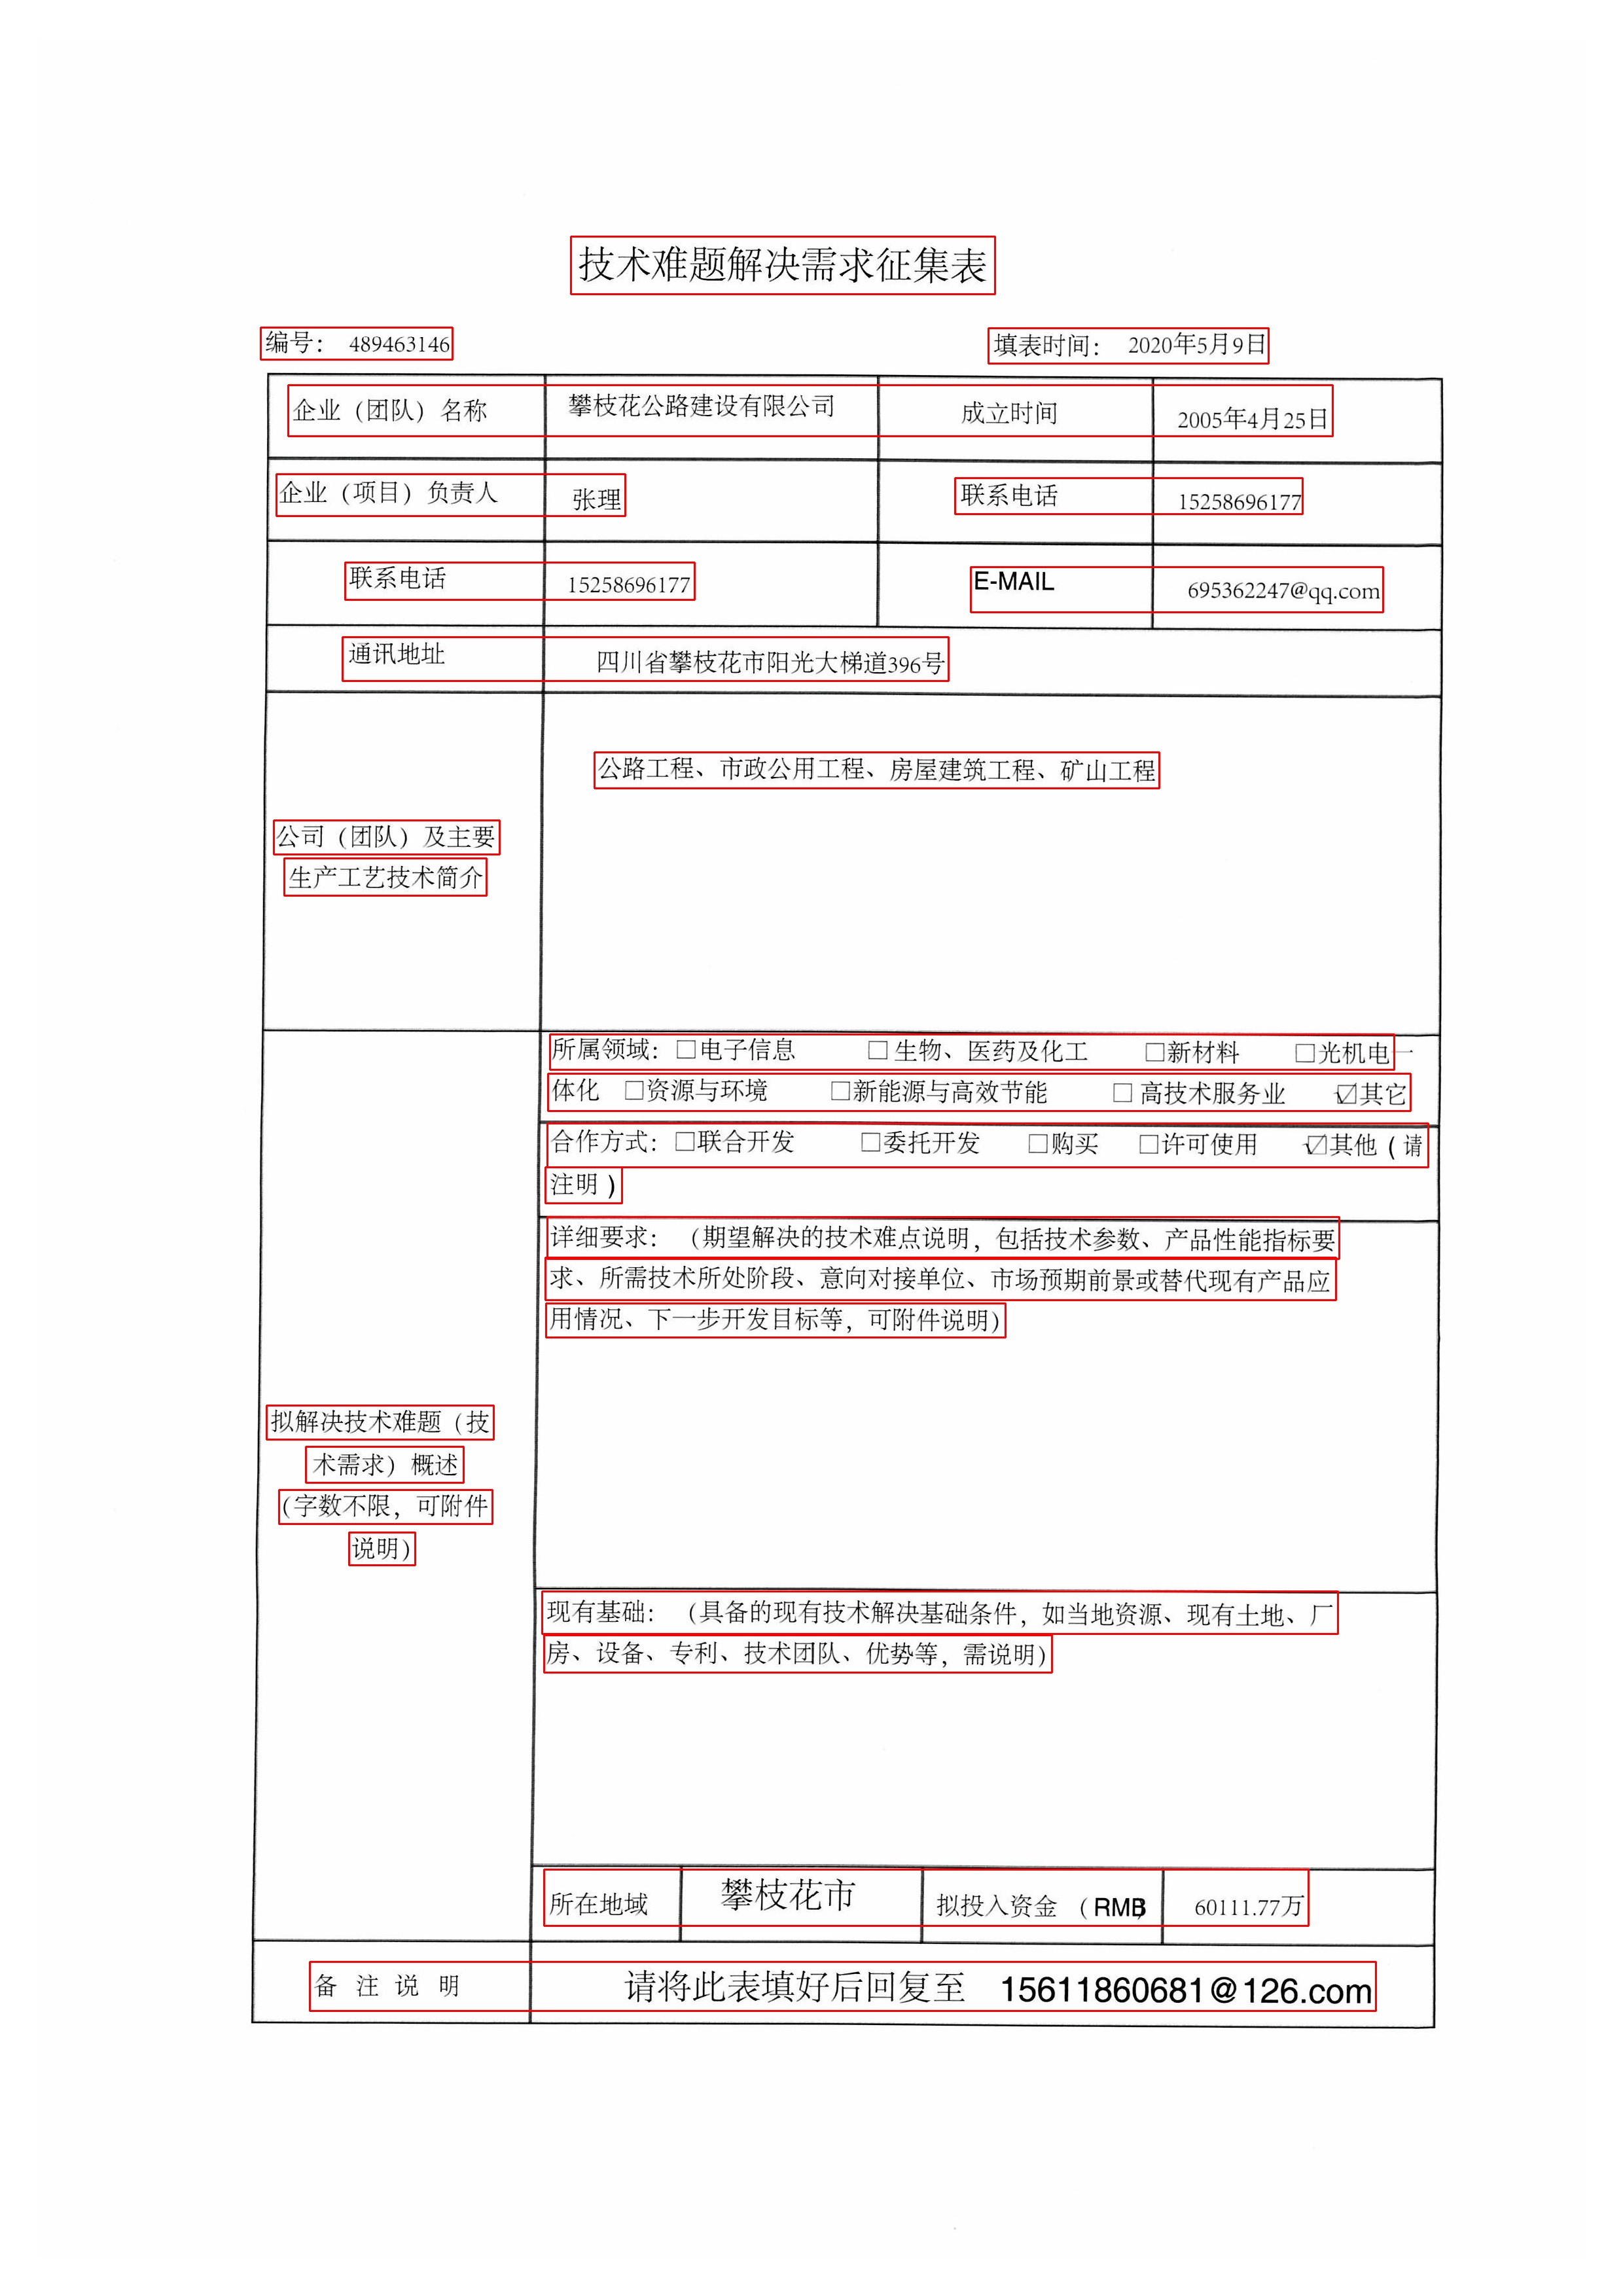 技术难题解决需求征集表
编号： 489463146 填表时间： 2020年5月9日
企业（团队）名称 攀枝花公路建设有限公司 成立时间 2005年4月25日
企业（项目）负责人 张理 联系电话 15258696177
联系电话 15258696177 E-MAIL 695362247@qq.com
通讯地址 四川省攀枝花市阳光大梯道396号
公路工程、市政公用工程、房屋建筑工程、矿山工程
公司（团队）及主要
生产工艺技术简介
所属领域：□电子信息 □生物、医药及化工 □新材料 □光机电一
体化 □资源与环境 □新能源与高效节能 □高技术服务业 ☑其它
合作方式：□联合开发 □委托开发 □购买 □许可使用 ☑其他（请
注明）
详细要求：（期望解决的技术难点说明，包括技术参数、产品性能指标要
求、所需技术所处阶段、意向对接单位、市场预期前景或替代现有产品应
用情况、下一步开发目标等，可附件说明）
拟解决技术难题（技
术需求）概述
（字数不限，可附件
说明）
现有基础：（具备的现有技术解决基础条件，如当地资源、现有土地、厂
房、设备、专利、技术团队、优势等，需说明）
所在地域 攀枝花市 拟投入资金（RMB） 60111.77万
备 注 说 明 请将此表填好后回复至 15611860681@126.com